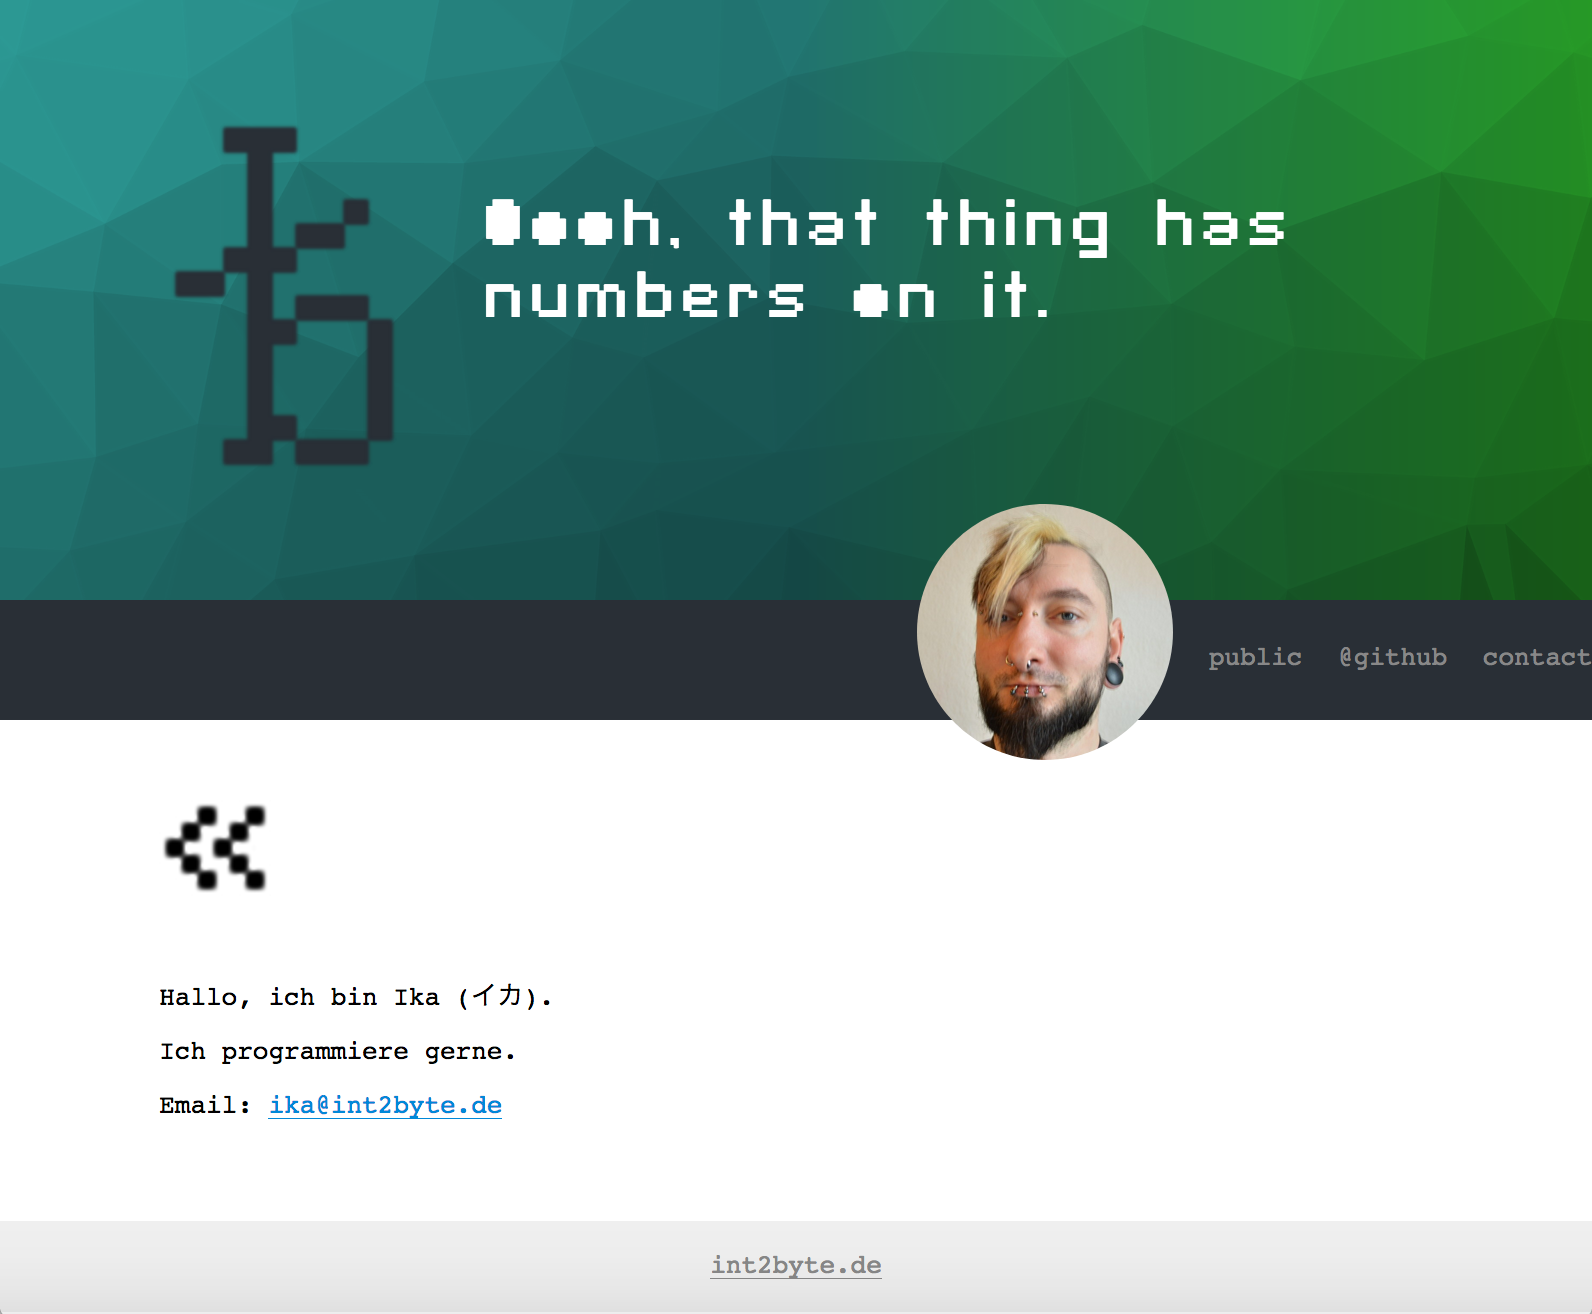 Oooh, that thing has
numbers on it.
public @github contact
Hallo, ich bin Ika (イカ).
Ich programmiere gerne.
Email: ika@int2byte.de
int2byte.de